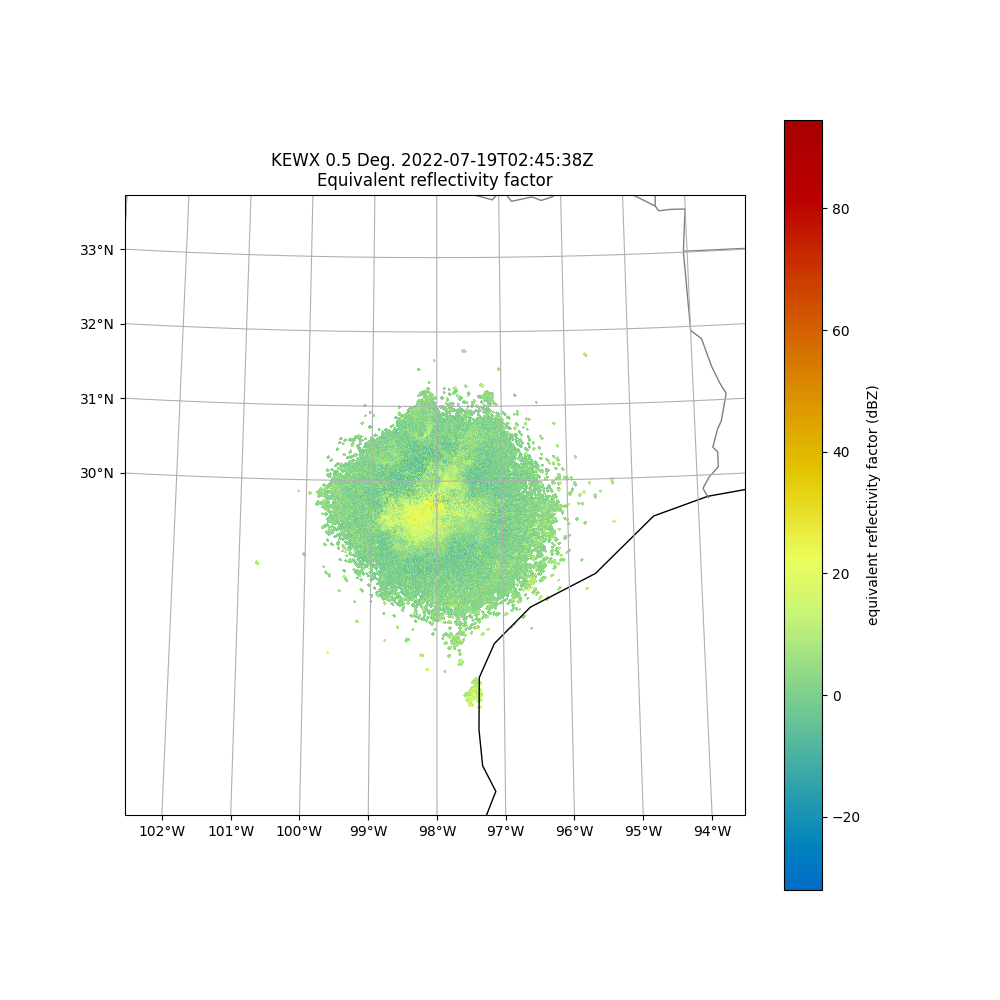 KEWX 0.5 Deg. 2022-07-19T02:45:38Z
Equivalent reflectivity factor
33°N
32°N
31°N
30°N
102°W
101°W
100°W
99°W
98°W
97°W
96°W
95°W
94°W
80
60
40
20
0
−20
equivalent reflectivity factor (dBZ)